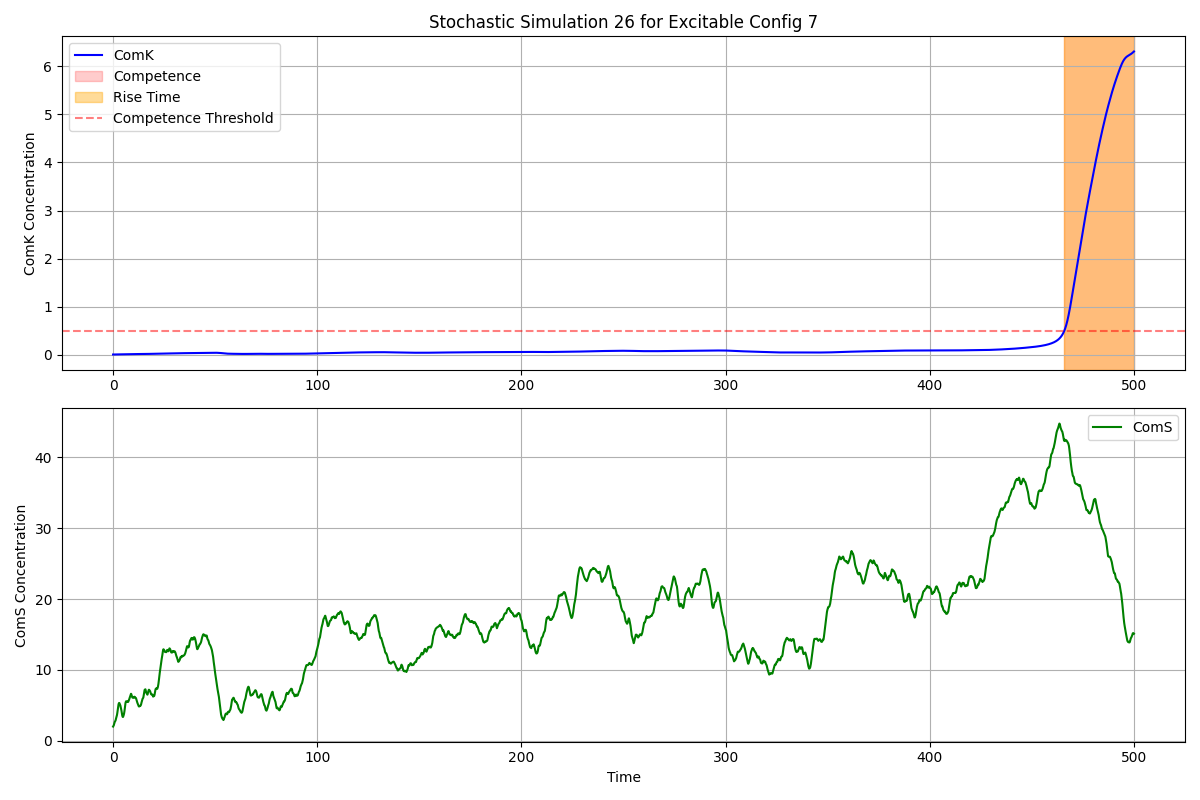 Stochastic Simulation 26 for Excitable Config 7
ComK
Competence
Rise Time
Competence Threshold
ComK Concentration
6
5
4
3
2
1
0
0 100 200 300 400 500
ComS
ComS Concentration
40
30
20
10
0
0 100 200 300 400 500
Time